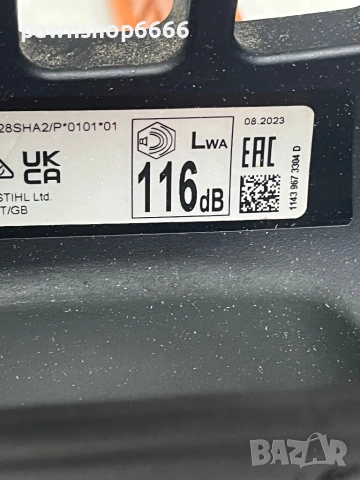 pawnshop6666
28SHA2/P*0101*01
UK
CA
STIHL Ltd.
T/GB
LWA
116dB
08.2023
EAC
1143 967 3304 D
BAZAR